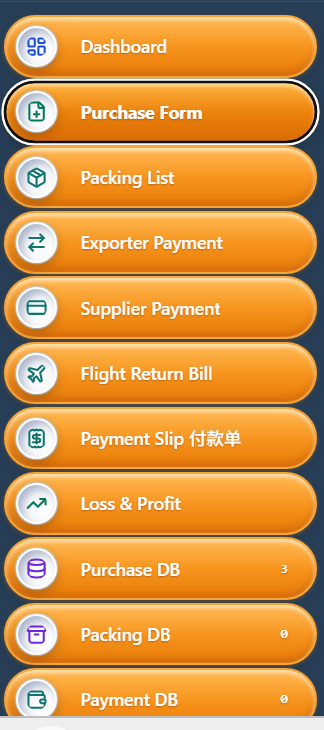 Dashboard
Purchase Form
Packing List
Exporter Payment
Supplier Payment
Flight Return Bill
Payment Slip 付款单
Loss & Profit
Purchase DB 3
Packing DB 0
Payment DB 0